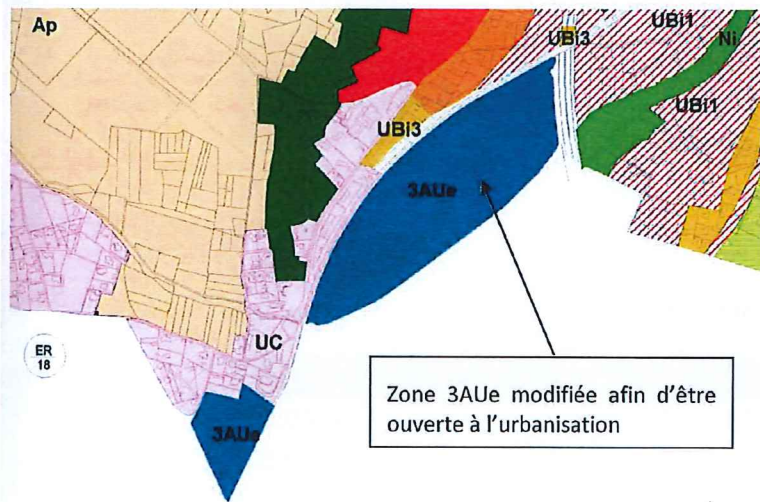 Ap
UBi3
UBi1
Ni
UBi1
UBi3
3AUe
UC
ER
18
Zone 3AUe modifiée afin d'être
ouverte à l'urbanisation
3AUe